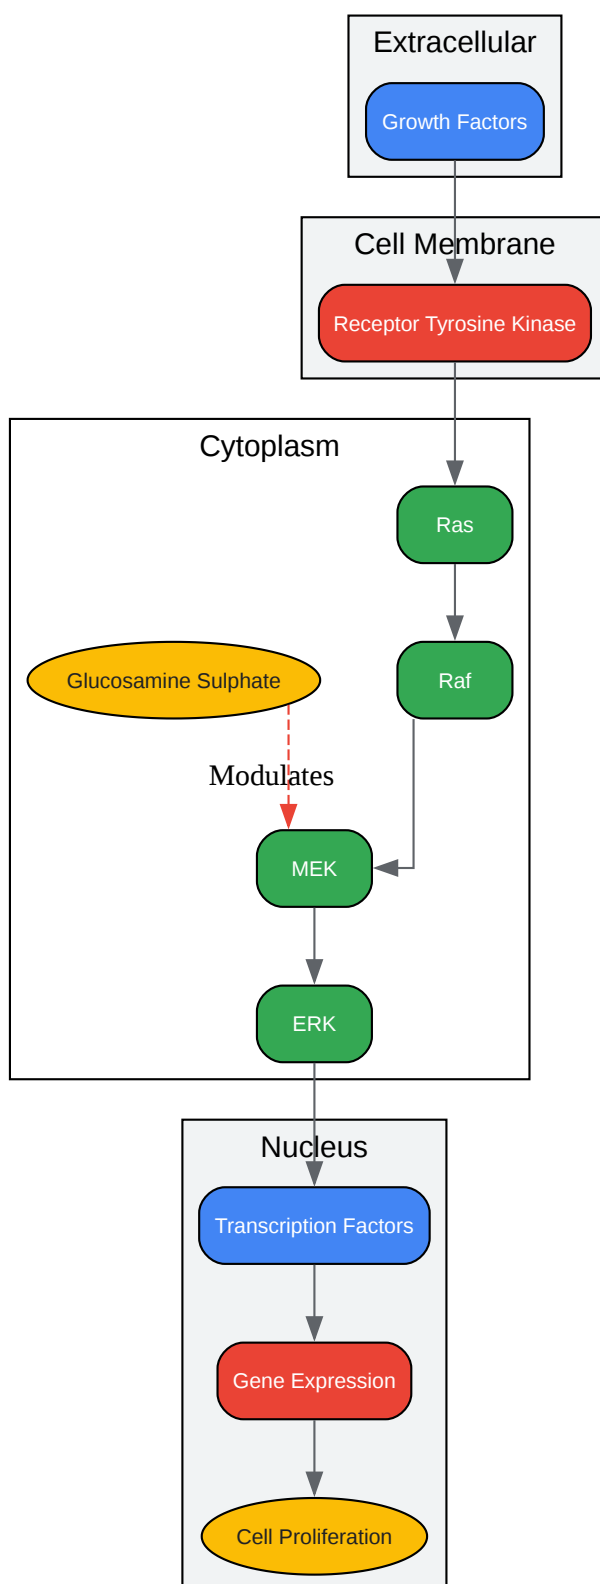 Extracellular
Growth Factors
Cell Membrane
Receptor Tyrosine Kinase
Cytoplasm
Ras
Glucosamine Sulphate
Raf
Modulates
MEK
ERK
Nucleus
Transcription Factors
Gene Expression
Cell Proliferation